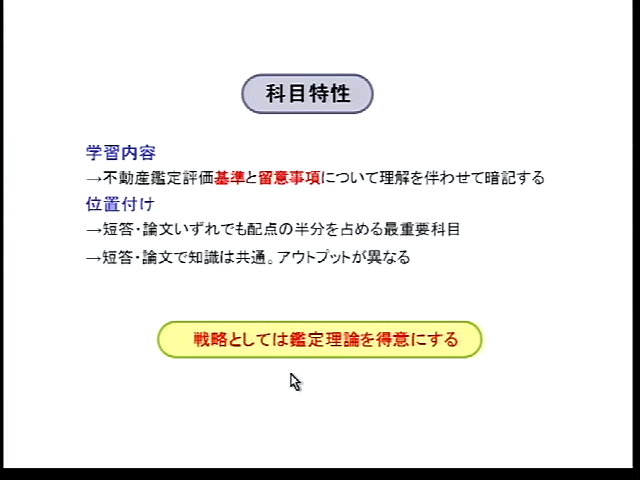 科目特性
学習内容
→不動産鑑定評価基準と留意事項について理解を伴わせて暗記する
位置付け
→短答・論文いずれでも配点の半分を占める最重要科目
→短答・論文で知識は共通。アウトプットが異なる
戦略としては鑑定理論を得意にする